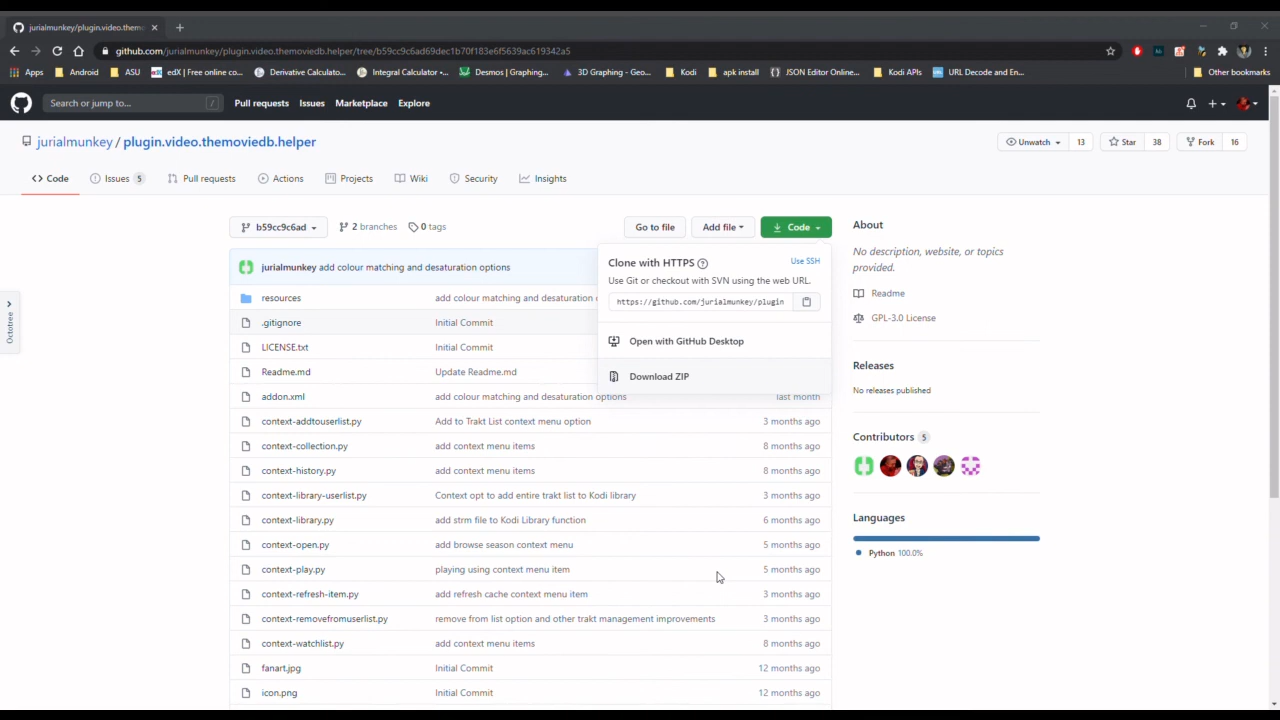 jurialmunkey/plugin.video.them
github.com/jurialmunkey/plugin.video.themoviedb.helper/tree/b59cc9c6ad69dec1b70f183e6f5639ac619342a5
Apps Android ASU edX | Free online co... Derivative Calculato... Integral Calculator •... Desmos | Graphing... 3D Graphing - Geo... Kodi apk install JSON Editor Online... Kodi APIs URL Decode and En... Other bookmarks
Search or jump to... / Pull requests Issues Marketplace Explore
jurialmunkey / plugin.video.themoviedb.helper Unwatch 13 Star 38 Fork 16
Code Issues 5 Pull requests Actions Projects Wiki Security Insights
b59cc9c6ad 2 branches 0 tags Go to file Add file Code
jurialmunkey add colour matching and desaturation options
Clone with HTTPS Use SSH
Use Git or checkout with SVN using the web URL.
https://github.com/jurialmunkey/plugin
Open with GitHub Desktop
Download ZIP
resources add colour matching and desaturation
.gitignore Initial Commit
LICENSE.txt Initial Commit
Readme.md Update Readme.md
addon.xml add colour matching and desaturation options last month
context-addtouserlist.py Add to Trakt List context menu option 3 months ago
context-collection.py add context menu items 8 months ago
context-history.py add context menu items 8 months ago
context-library-userlist.py Context opt to add entire trakt list to Kodi library 3 months ago
context-library.py add strm file to Kodi Library function 6 months ago
context-open.py add browse season context menu 5 months ago
context-play.py playing using context menu item 5 months ago
context-refresh-item.py add refresh cache context menu item 3 months ago
context-removefromuserlist.py remove from list option and other trakt management improvements 3 months ago
context-watchlist.py add context menu items 8 months ago
fanart.jpg Initial Commit 12 months ago
icon.png Initial Commit 12 months ago
About
No description, website, or topics
provided.
Readme
GPL-3.0 License
Releases
No releases published
Contributors 5
Languages
Python 100.0%
Octotree